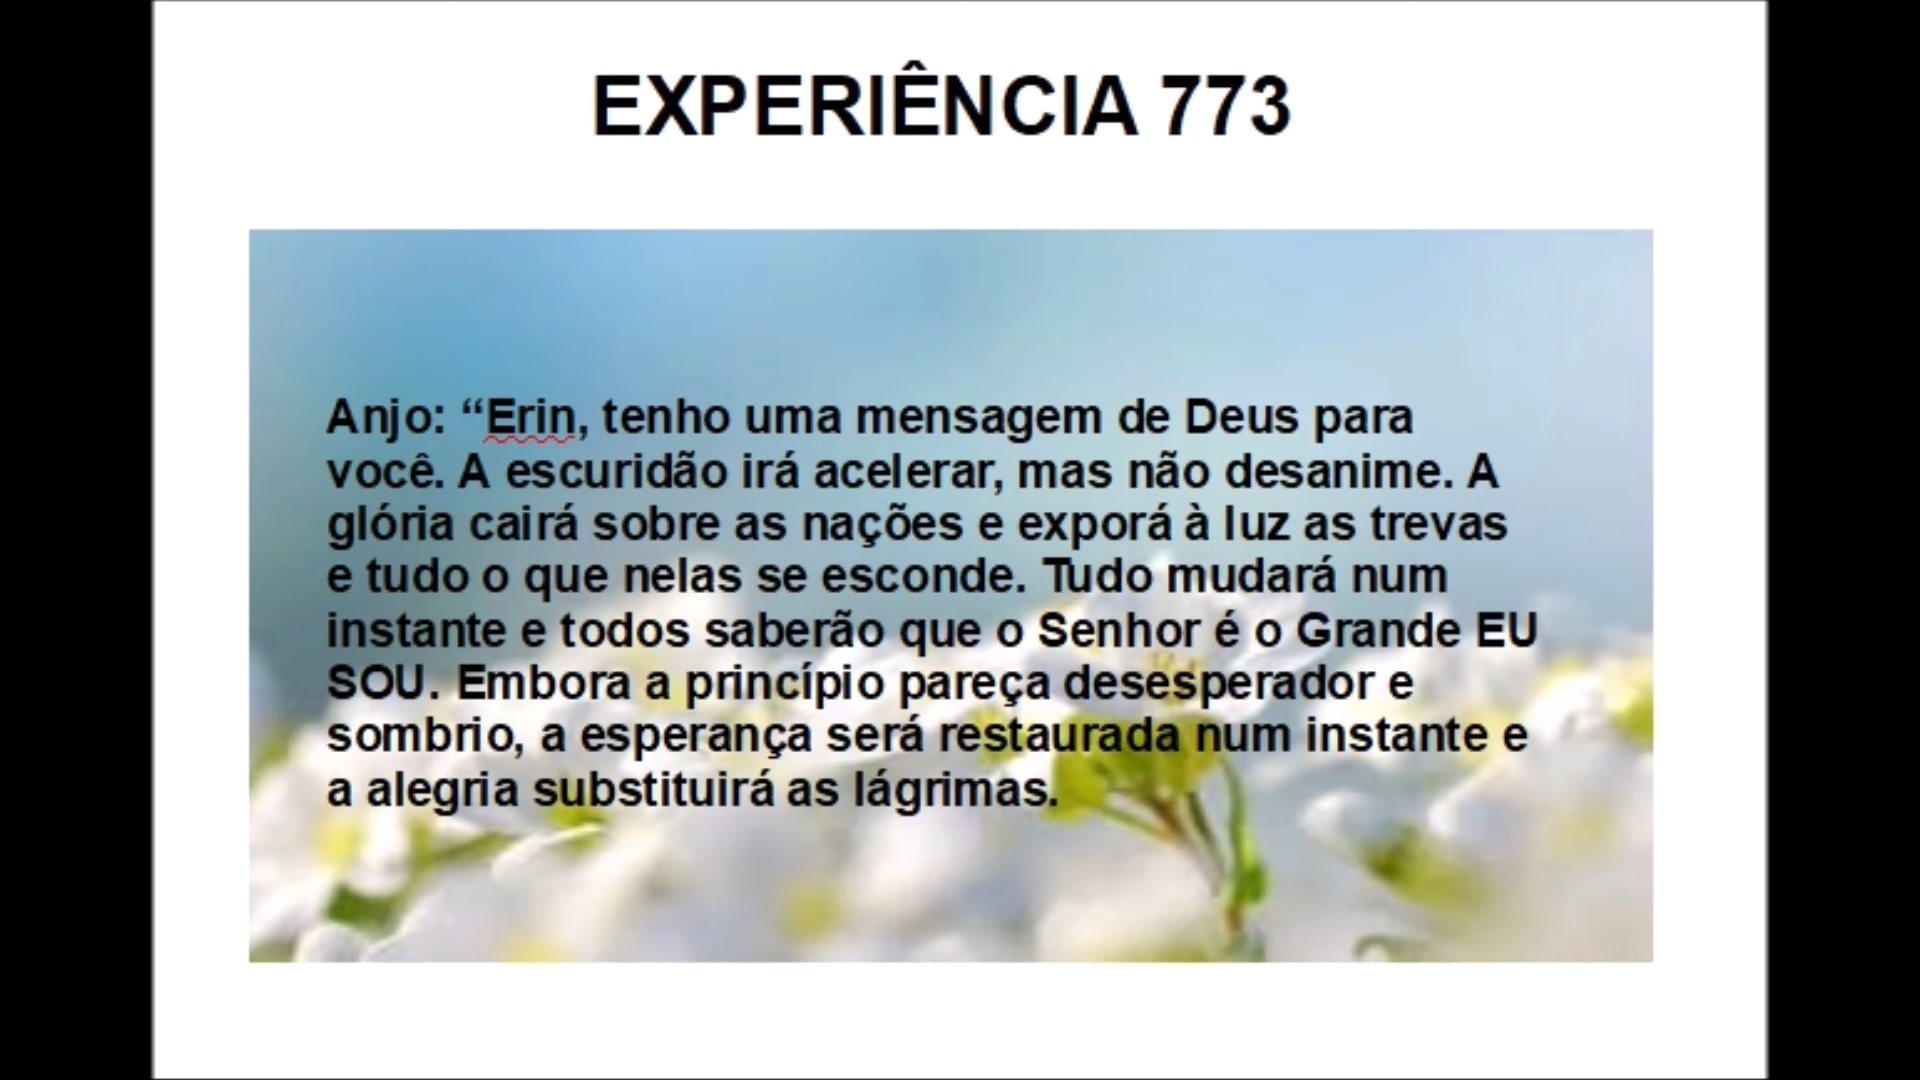 EXPERIÊNCIA 773
Anjo: “Erin, tenho uma mensagem de Deus para
você. A escuridão irá acelerar, mas não desanime. A
glória cairá sobre as nações e exporá à luz as trevas
e tudo o que nelas se esconde. Tudo mudará num
instante e todos saberão que o Senhor é o Grande EU
SOU. Embora a princípio pareça desesperador e
sombrio, a esperança será restaurada num instante e
a alegria substituirá as lágrimas.